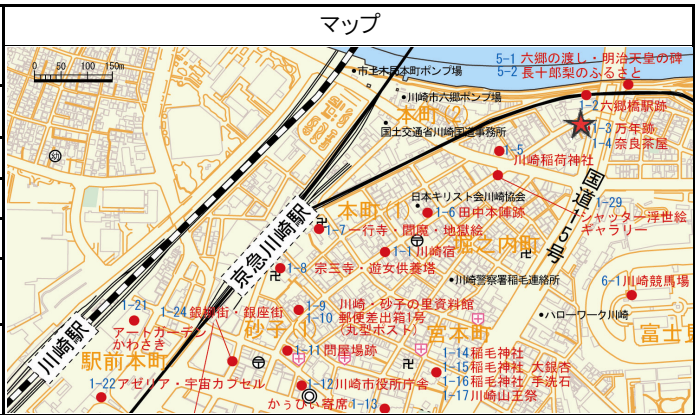 マップ
0 50 100 150m
5-1 六郷の渡し・明治天皇の碑
5-2 長十郎梨のふるさと
市土木局本町ポンプ場
川崎市六郷ポンプ場
1-2 六郷橋駅跡
本町(2)
国土交通省川崎国道事務所
1-3 万年跡
1-4 奈良茶屋
1-5
川崎稲荷神社
国道15号
1-29
シャッター浮世絵
ギャラリー
日本キリスト会川崎協会
本町(1)
1-6 田中本陣跡
1-7 一行寺・閻魔・地獄絵
京急川崎駅
1-1 川崎宿
堀之内町
1-8 宗三寺・遊女供養塔
川崎警察署稲毛連絡所
6-1 川崎競馬場
1-21
アートガーデン
かわさき
1-24 銀柳街・銀座街
砂子(1)
1-9 川崎・砂子の里資料館
1-10 郵便差出箱1号
(丸型ポスト)
宮本町
ハローワーク川崎
富士見
川崎駅
駅前本町
1-11 問屋場跡
1-14 稲毛神社
1-15 稲毛神社 大銀杏
1-16 稲毛神社 手洗石
1-17 川崎山王祭
1-22 アゼリア・宇宙カプセル
1-12 川崎市役所庁舎
かぅひぃ寄席 1-13